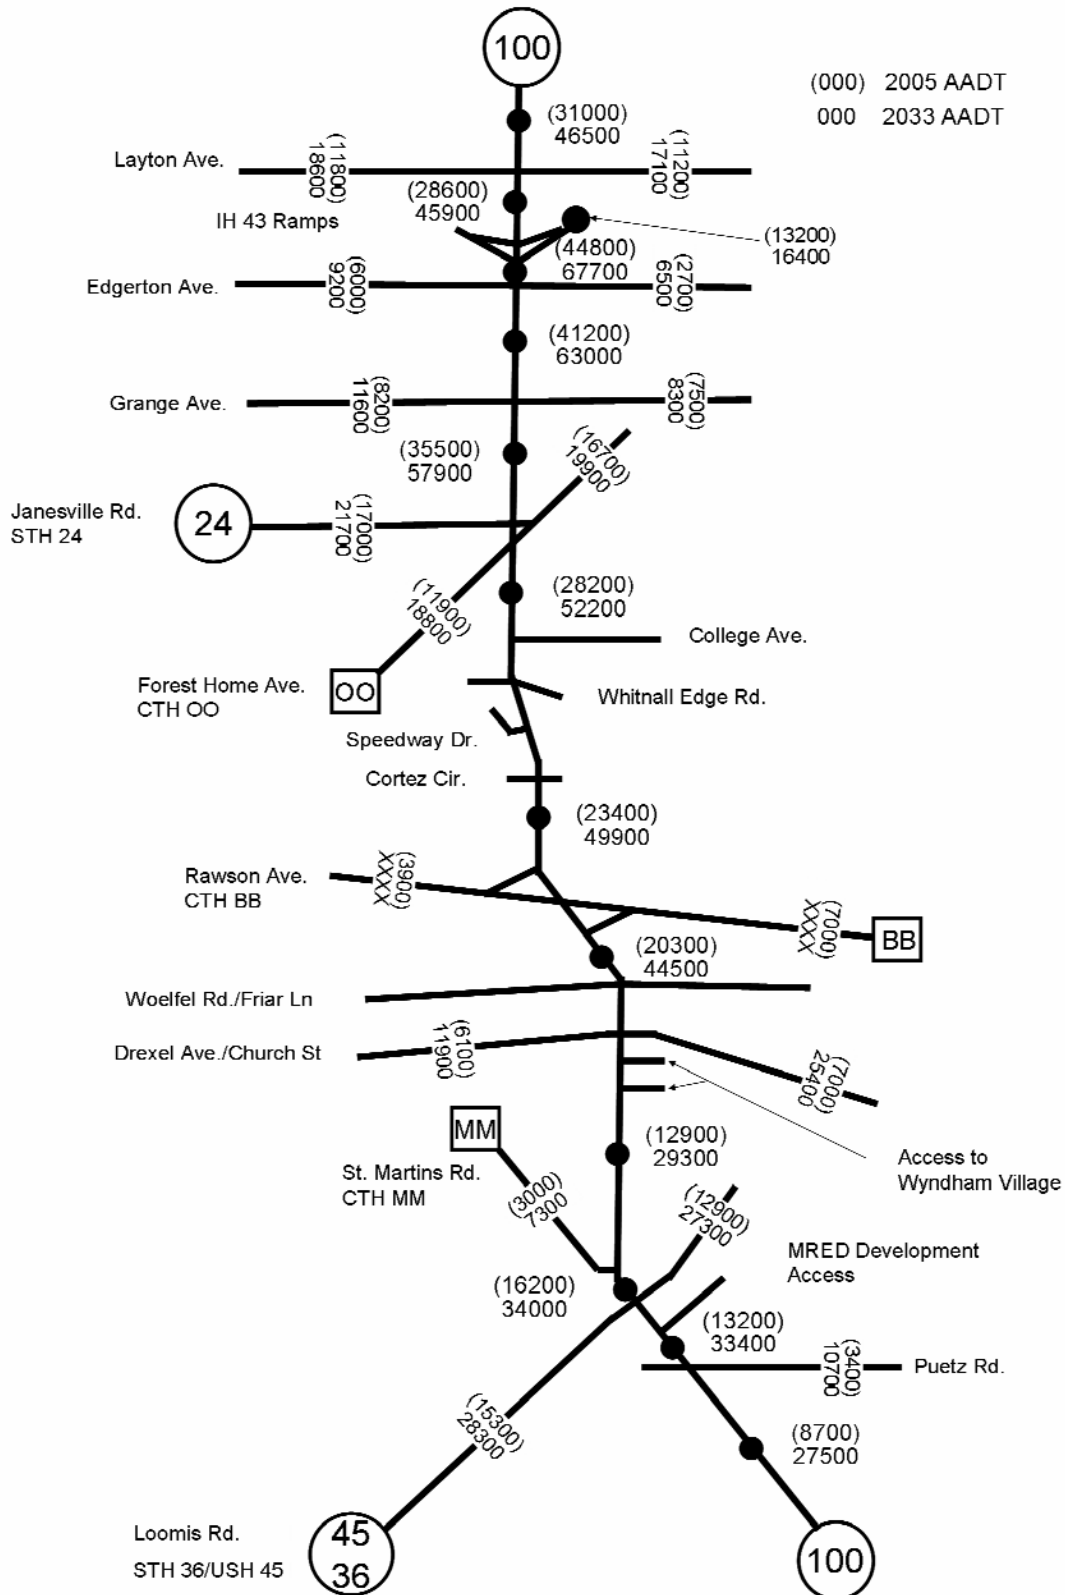 100
(000) 2005 AADT
000 2033 AADT
(31000)
46500
Layton Ave.
(11800)
18600
(11200)
17100
(28600)
45900
IH 43 Ramps
(44800)
67700
(13200)
16400
Edgerton Ave.
(6000)
9200
(2700)
6500
(41200)
63000
Grange Ave.
(8200)
11600
(7500)
8300
(35500)
57900
(16700)
19900
Janesville Rd.
STH 24
24
(17000)
21700
(28200)
52200
(11900)
18800
College Ave.
Forest Home Ave.
CTH OO
OO
Whitnall Edge Rd.
Speedway Dr.
Cortez Cir.
(23400)
49900
Rawson Ave.
CTH BB
(3900)
XXXX
(7000)
XXXX
BB
(20300)
44500
Woelfel Rd./Friar Ln
Drexel Ave./Church St
(6100)
11900
(7000)
25400
MM
(12900)
29300
Access to
Wyndham Village
St. Martins Rd.
CTH MM
(3000)
7300
(12900)
27300
MRED Development
Access
(16200)
34000
(13200)
33400
(3400)
10700
Puetz Rd.
(15300)
28300
(8700)
27500
Loomis Rd.
STH 36/USH 45
45
36
100